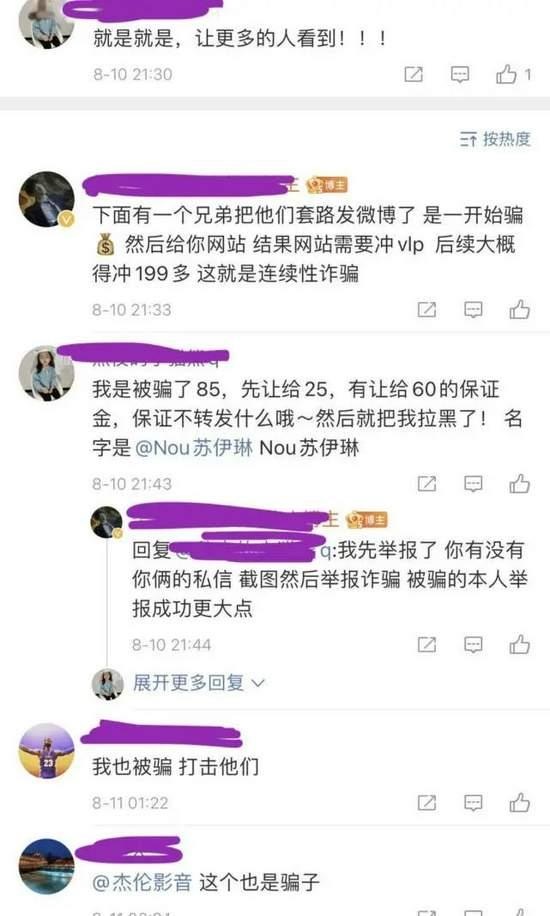 就是就是，让更多的人看到！！！
8-10 21:30
1
按热度
博主
下面有一个兄弟把他们套路发微博了 是一开始骗
💰 然后给你网站 结果网站需要冲vlp 后续大概
得冲199多 这就是连续性诈骗
8-10 21:33
我是被骗了85，先让给25，有让给60的保证
金，保证不转发什么哦～然后就把我拉黑了！ 名
字是@Nou苏伊琳 Nou苏伊琳
8-10 21:43
博主
回复 q:我先举报了 你有没有
你俩的私信 截图然后举报诈骗 被骗的本人举
报成功更大点
8-10 21:44
展开更多回复
23
我也被骗 打击他们
8-11 01:22
@杰伦影音 这个也是骗子